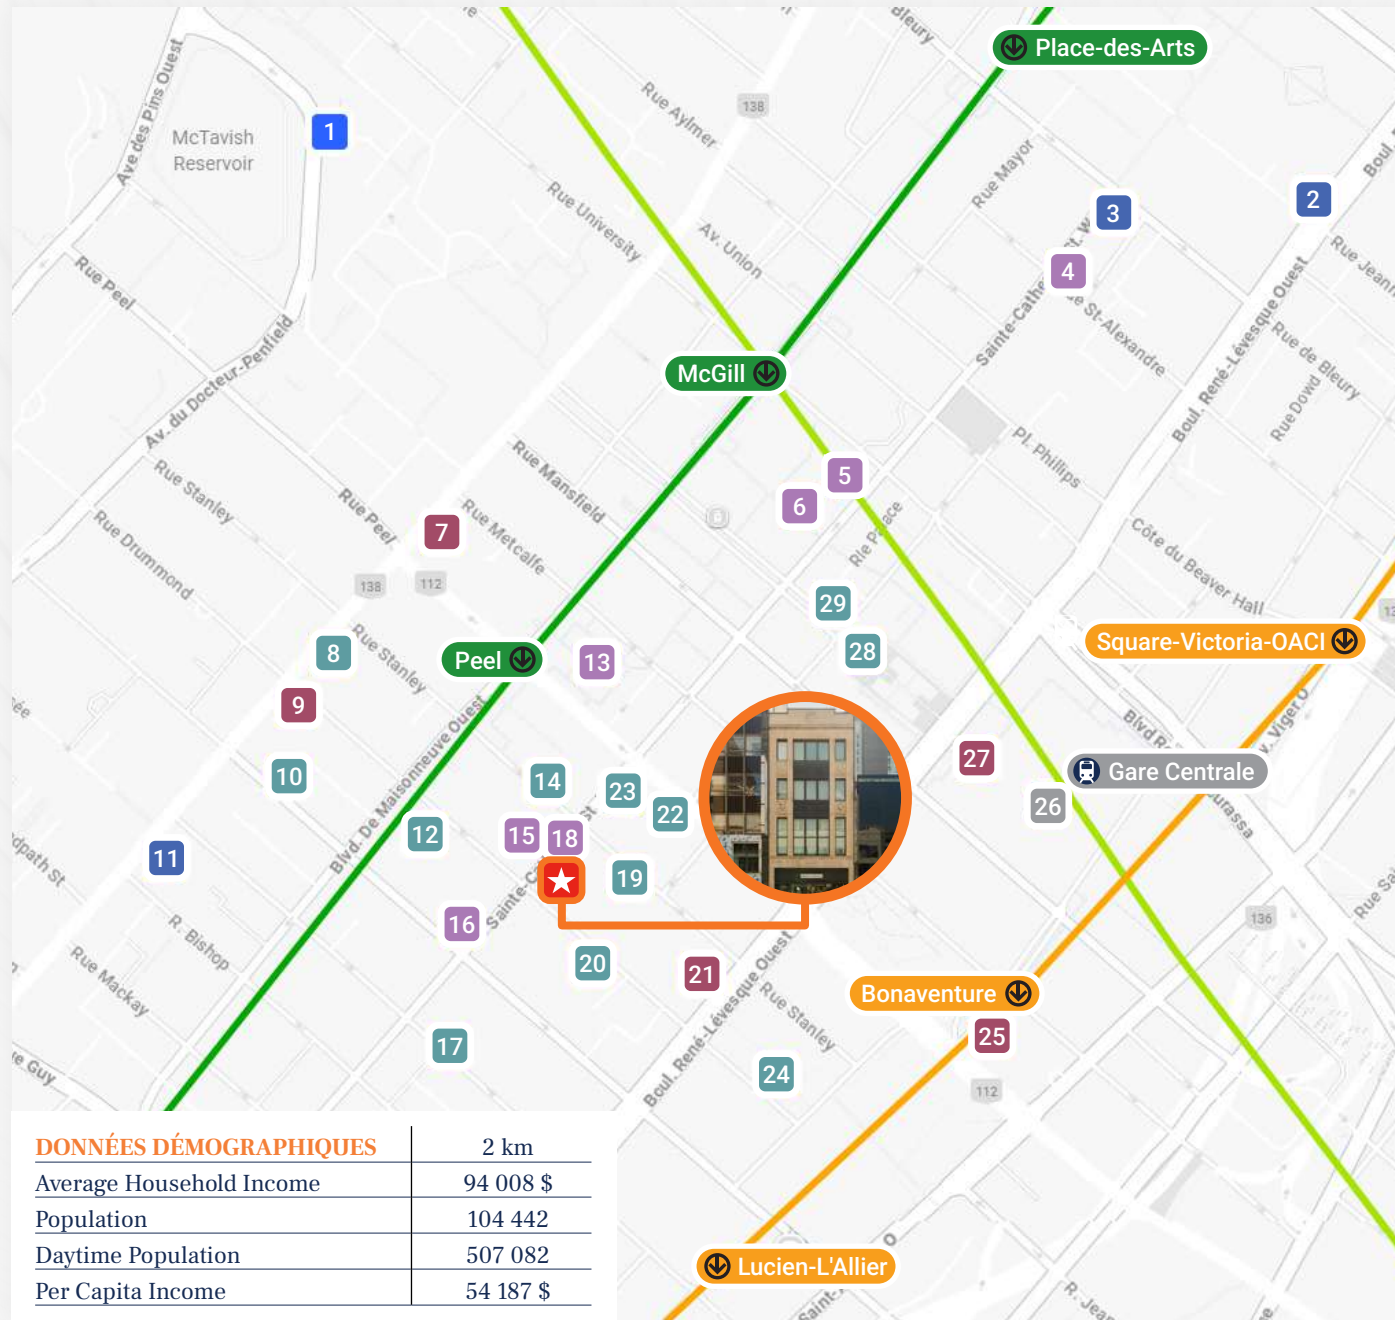 Place-des-Arts
Bleury
Ave des Pins Ouest
McTavish
Reservoir
1
138
Rue Aylmer
Rue Mayor
Rue University
Av. Union
3
2
4
Rue Jeann
Rue Peel
Sainte-Cathe
St-Alexandre
Boul. René-Lévesque Ouest
Rue de Bleury
Rue Dowd
Av. du Docteur-Penfield
McGill
Pl. Phillips
Rue Stanley
Rue Drummond
Rue Peel
Rue Mansfield
Rue Metcalfe
5
6
7
Rle Palace
Côte du Beaver Hall
138
112
29
28
Square-Victoria-OACI
8
Rue Stanley
Peel
13
9
Blvd. De Maisonneuve Ouest
10
14
23
22
27
Gare Centrale
26
12
15
18
11
19
R. Bishop
Rue Mackay
16
20
21
136
Boul. René-Lévesque Ouest
Rue Stanley
Bonaventure
25
17
24
112
Lucien-L'Allier
DONNÉES DÉMOGRAPHIQUES 2 km
Average Household Income 94 008 $
Population 104 442
Daytime Population 507 082
Per Capita Income 54 187 $